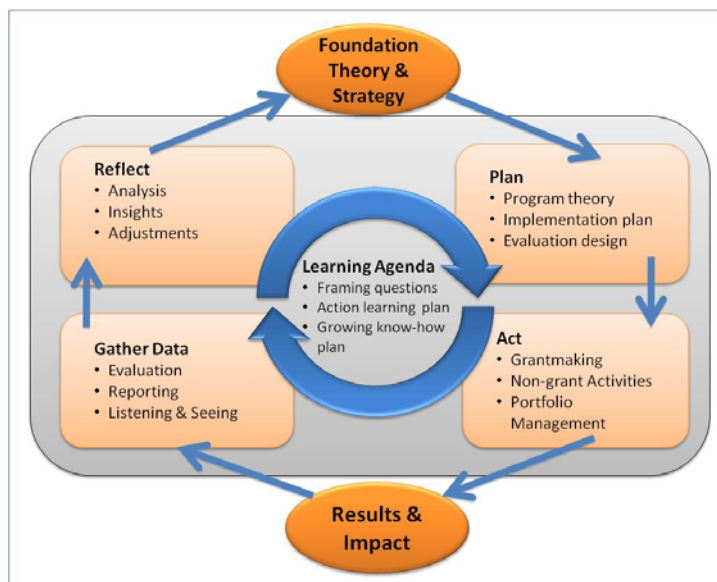 Foundation
Theory &
Strategy
Reflect
• Analysis
• Insights
• Adjustments
Plan
• Program theory
• Implementation plan
• Evaluation design
Learning Agenda
• Framing questions
• Action learning plan
• Growing know-how
plan
Gather Data
• Evaluation
• Reporting
• Listening & Seeing
Act
• Grantmaking
• Non-grant Activities
• Portfolio
Management
Results &
Impact